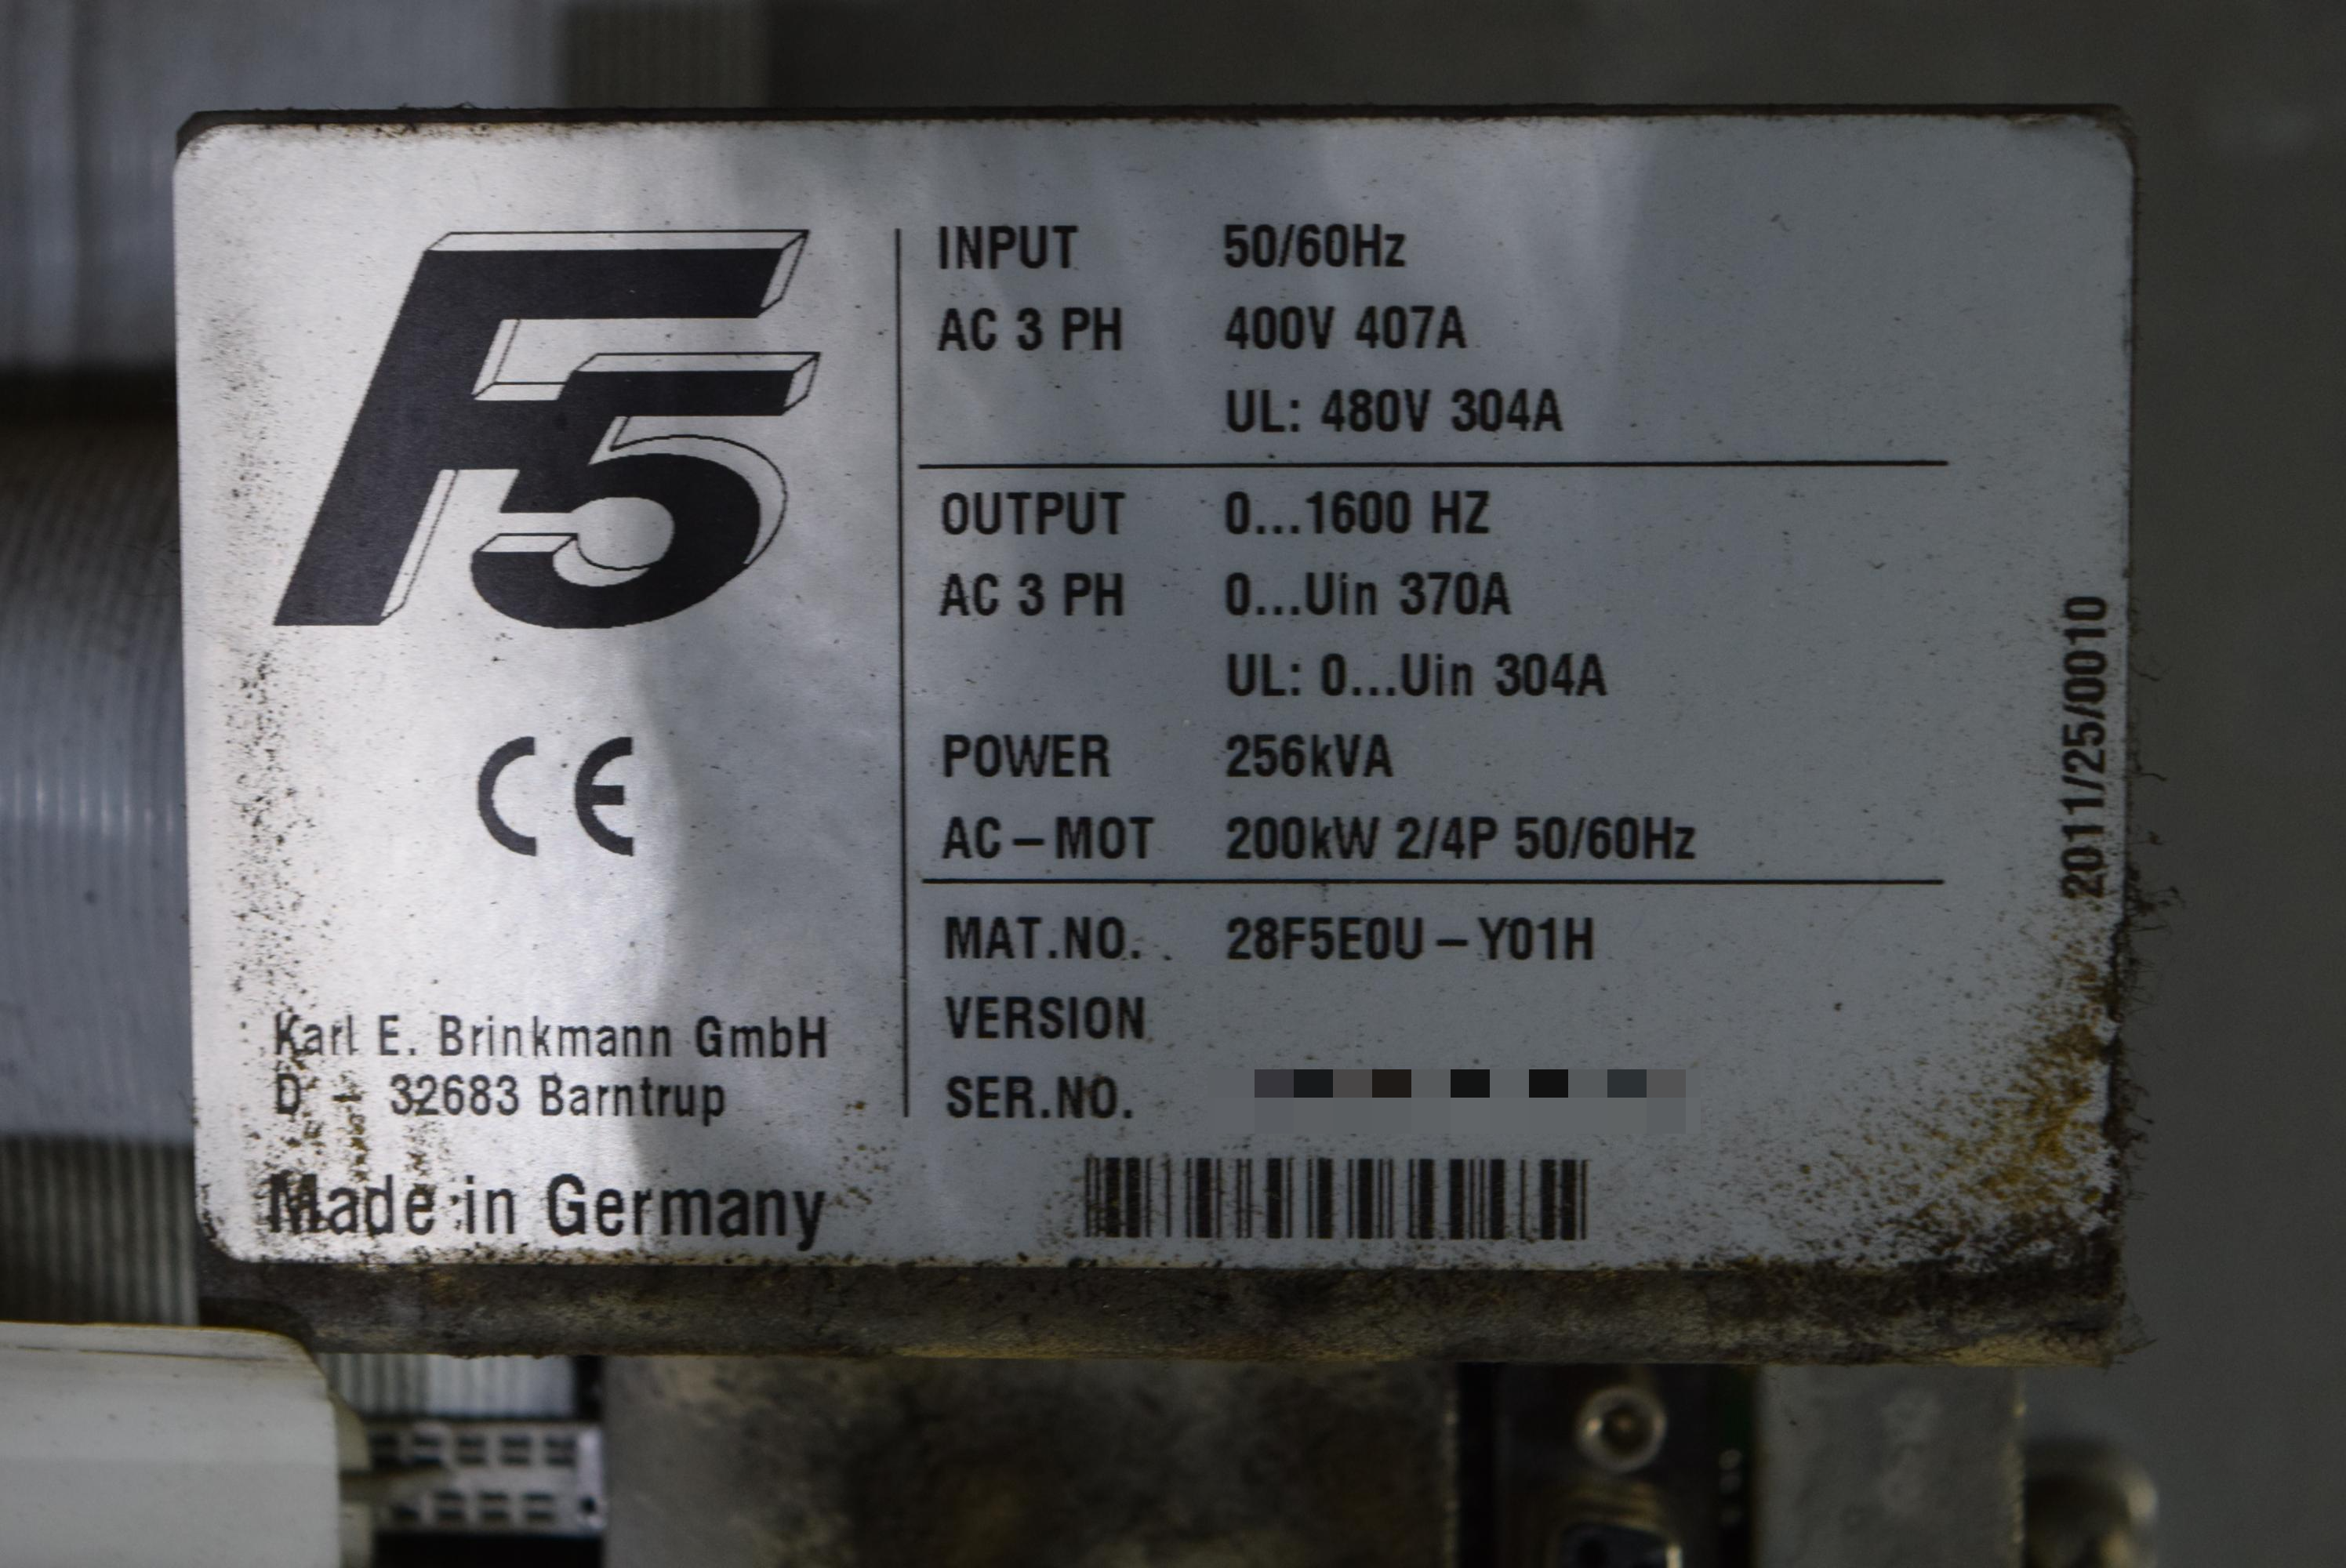 F5
CE
Karl E. Brinkmann GmbH
D - 32683 Barntrup
Made in Germany
INPUT 50/60Hz
AC 3 PH 400V 407A
UL: 480V 304A
OUTPUT 0...1600 HZ
AC 3 PH 0...Uin 370A
UL: 0...Uin 304A
POWER 256kVA
AC-MOT 200kW 2/4P 50/60Hz
MAT.NO. 28F5E0U-Y01H
VERSION
SER.NO.
2011/25/0010